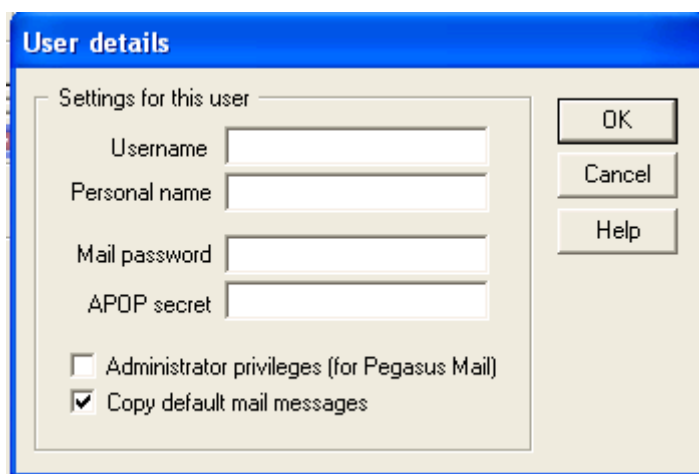 User details
Settings for this user
Username
Personal name
Mail password
APOP secret
Administrator privileges (for Pegasus Mail)
Copy default mail messages
OK
Cancel
Help